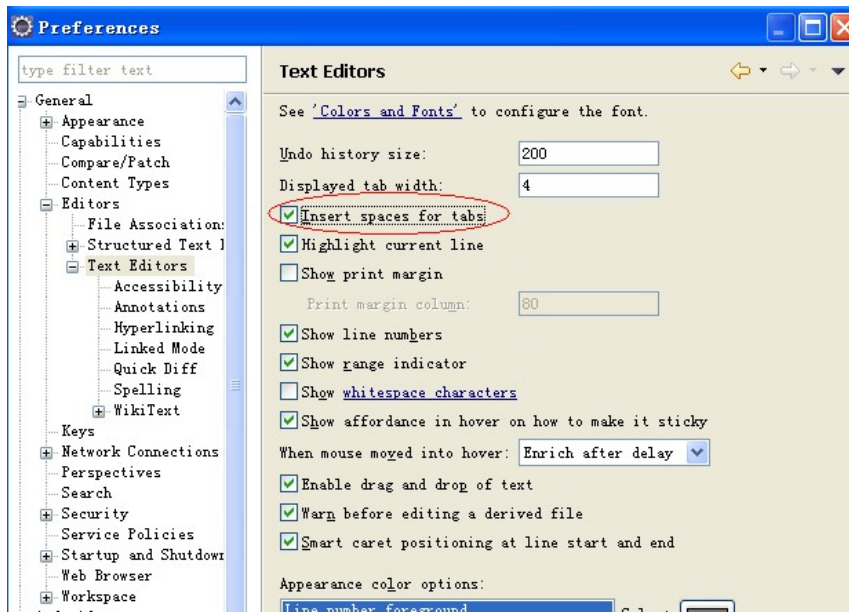 Preferences
type filter text
General
Appearance
Capabilities
Compare/Patch
Content Types
Editors
File Association:
Structured Text
Text Editors
Accessibility
Annotations
Hyperlinking
Linked Mode
Quick Diff
Spelling
WikiText
Keys
Network Connections
Perspectives
Search
Security
Service Policies
Startup and Shutdow
Web Browser
Workspace
Text Editors
See 'Colors and Fonts' to configure the font.
Undo history size: 200
Displayed tab width: 4
Insert spaces for tabs
Highlight current line
Show print margin
Print margin column: 80
Show line numbers
Show range indicator
Show whitespace characters
Show affordance in hover on how to make it sticky
When mouse moved into hover: Enrich after delay
Enable drag and drop of text
Warn before editing a derived file
Smart caret positioning at line start and end
Appearance color options:
Line number foreground